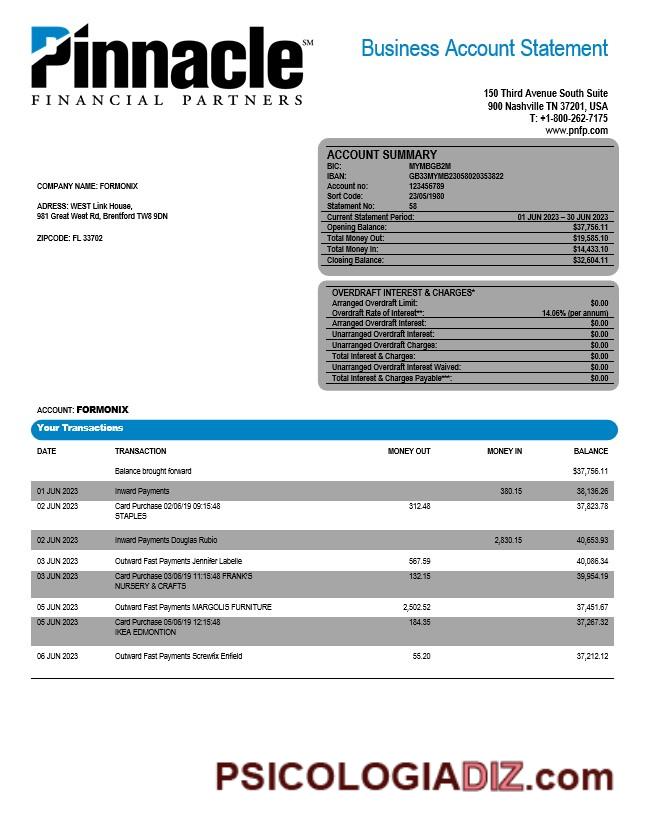 Pinnacle SM
FINANCIAL PARTNERS
Business Account Statement
150 Third Avenue South Suite
900 Nashville TN 37201, USA
T: +1-800-262-7175
www.pnfp.com
ACCOUNT SUMMARY
BIC: MYMBGB2M
IBAN: GB33MYMB23058020353822
Account no: 123456789
Sort Code: 23/05/1980
Statement No: 58
Current Statement Period: 01 JUN 2023 – 30 JUN 2023
Opening Balance: $37,756.11
Total Money Out: $19,585.10
Total Money In: $14,433.10
Closing Balance: $32,604.11
COMPANY NAME: FORMONIX
ADRESS: WEST Link House,
981 Great West Rd, Brentford TW8 9DN
ZIPCODE: FL 33702
OVERDRAFT INTEREST & CHARGES*
Arranged Overdraft Limit: $0.00
Overdraft Rate of Interest**: 14.06% (per annum)
Arranged Overdraft Interest: $0.00
Unarranged Overdraft Interest: $0.00
Unarranged Overdraft Charges: $0.00
Total Interest & Charges: $0.00
Unarranged Overdraft Interest Waived: $0.00
Total Interest & Charges Payable***: $0.00
ACCOUNT: FORMONIX
Your Transactions
DATE TRANSACTION MONEY OUT MONEY IN BALANCE
Balance brought forward $37,756.11
01 JUN 2023 Inward Payments 380.15 38,136.26
02 JUN 2023 Card Purchase 02/06/19 09:15:48 312.48 37,823.78
STAPLES
02 JUN 2023 Inward Payments Douglas Rubio 2,830.15 40,653.93
03 JUN 2023 Outward Fast Payments Jennifer Labelle 567.59 40,086.34
03 JUN 2023 Card Purchase 03/06/19 11:15:48 FRANK'S 132.15 39,954.19
NURSERY & CRAFTS
05 JUN 2023 Outward Fast Payments MARGOLIS FURNITURE 2,502.52 37,451.67
05 JUN 2023 Card Purchase 05/06/19 12:15:48 184.35 37,267.32
IKEA EDMONTION
06 JUN 2023 Outward Fast Payments Screwfix Enfield 55.20 37,212.12
PSICOLOGIADIZ.com